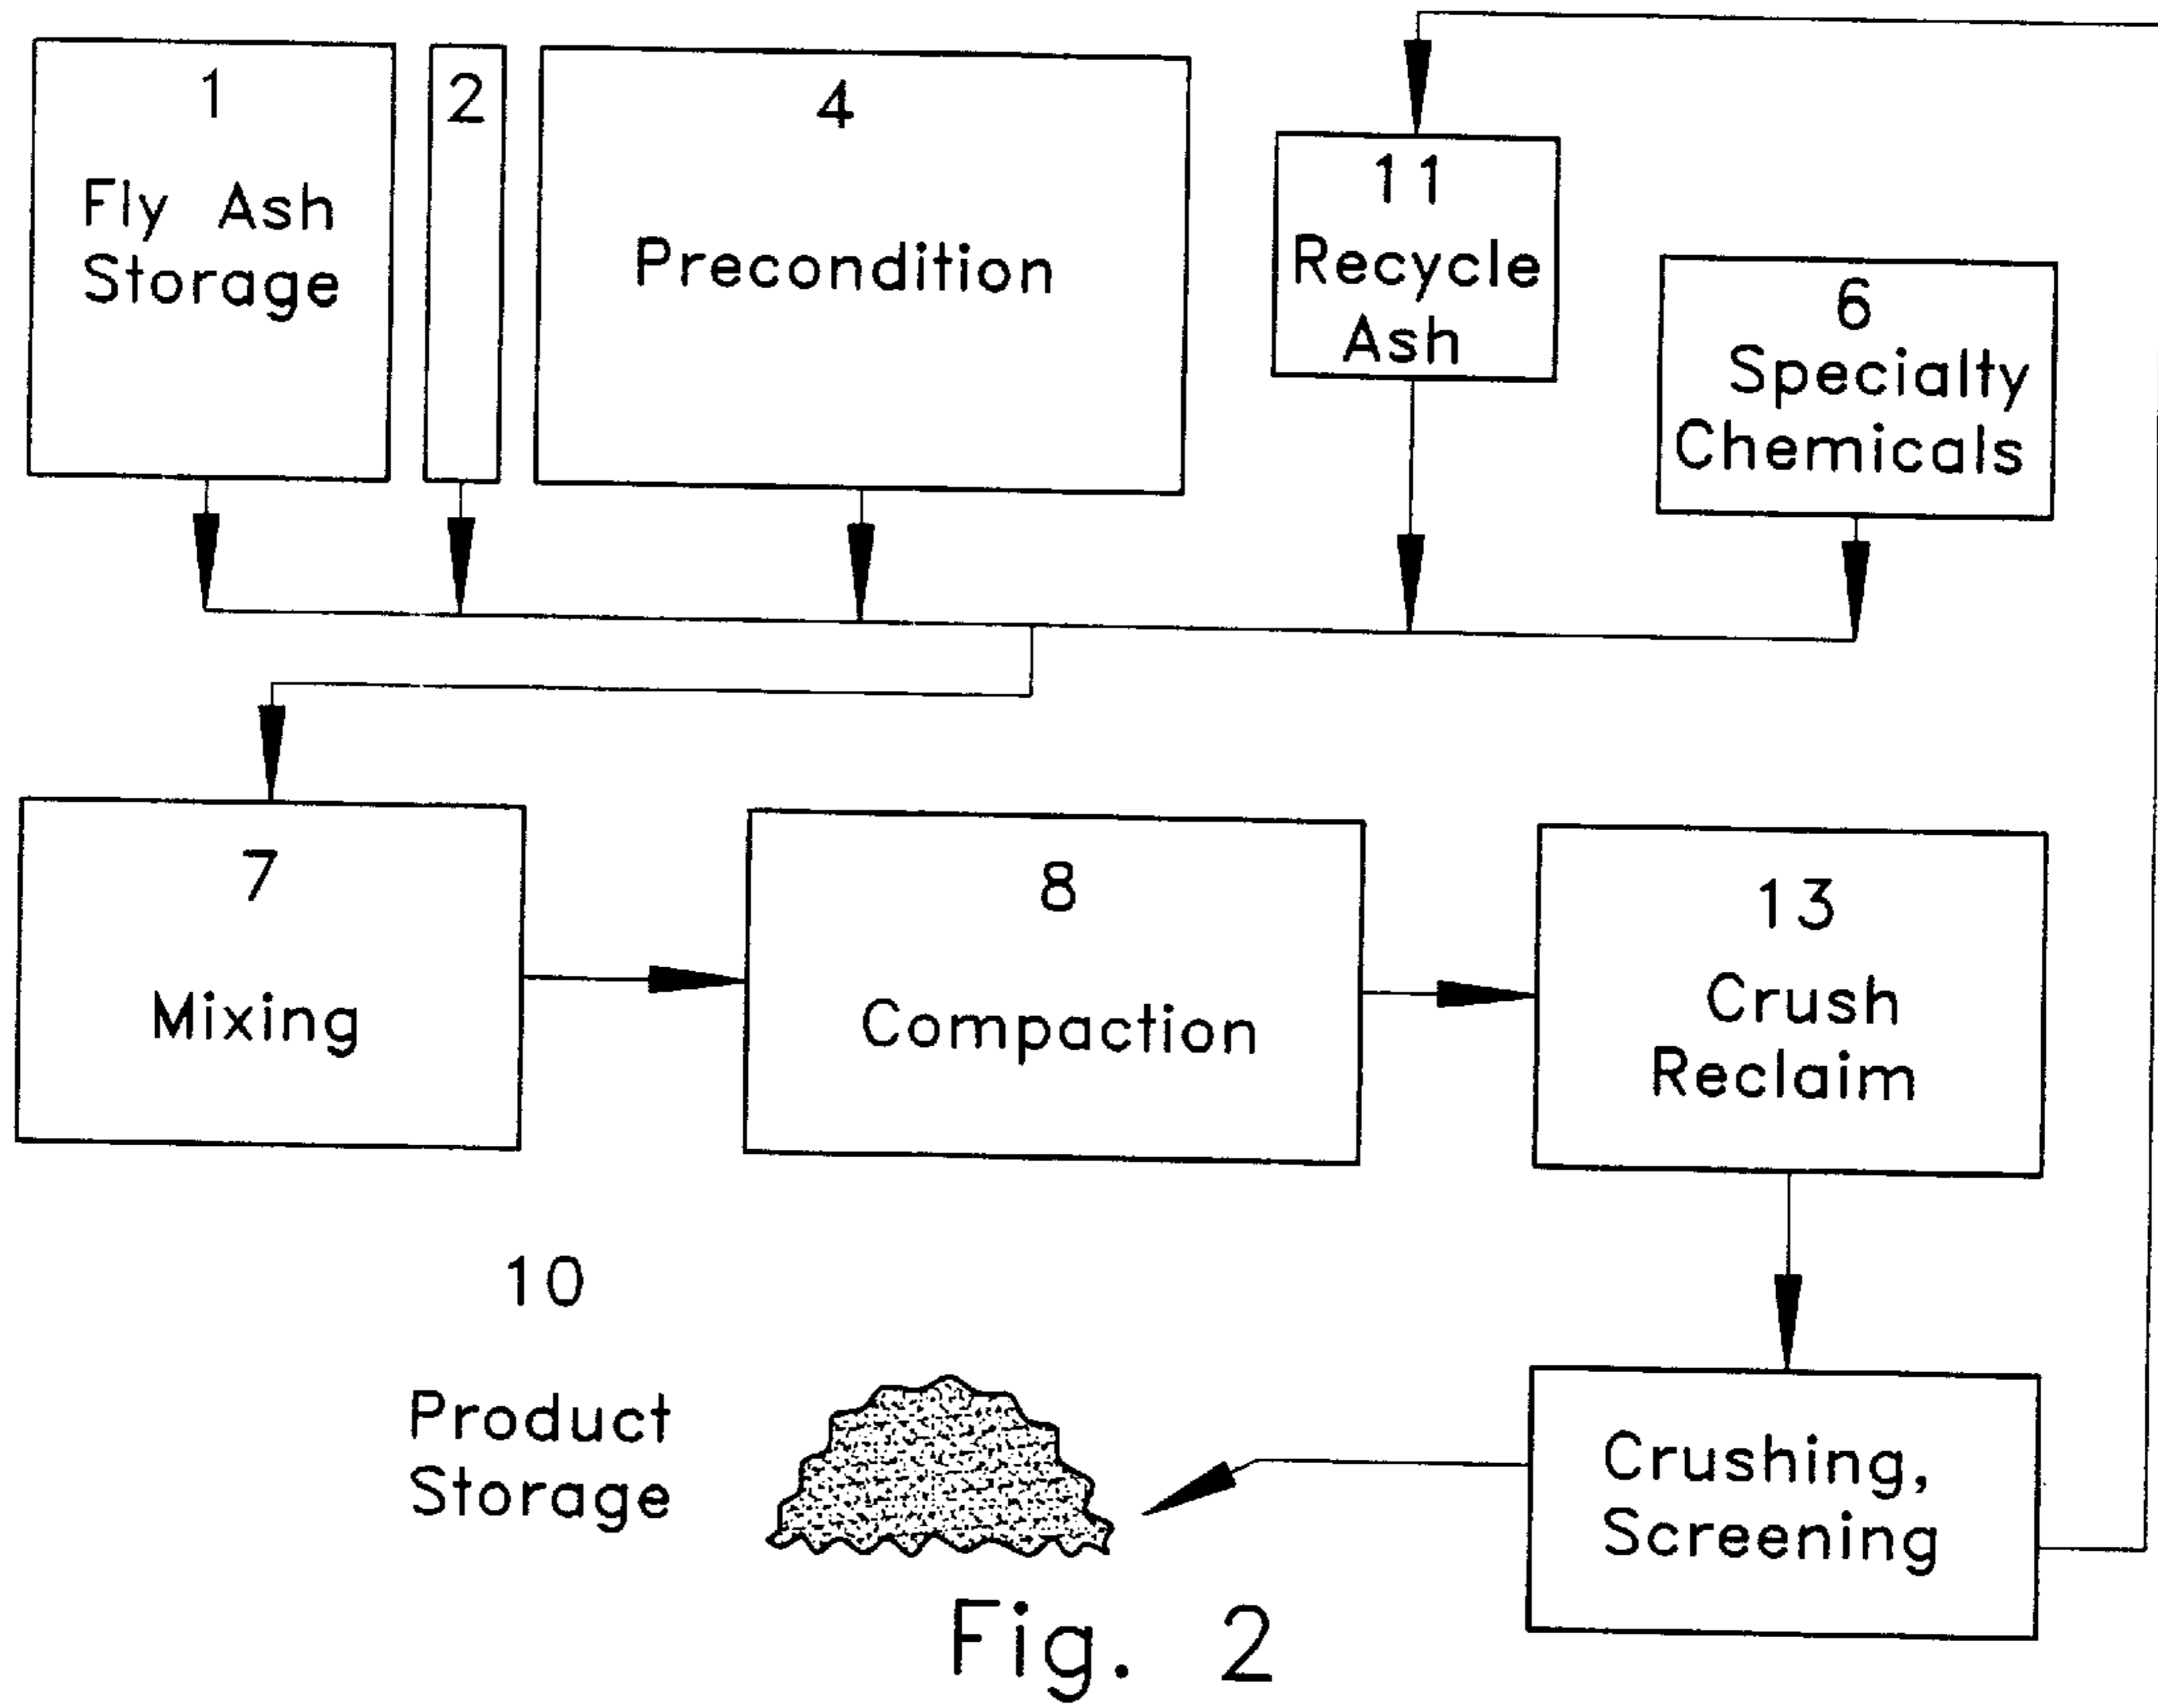 1
Fly Ash
Storage
2
4
Precondition
11
Recycle
Ash
6
Specialty
Chemicals
7
Mixing
8
Compaction
13
Crush
Reclaim
10
Product
Storage
Crushing,
Screening
Fig. 2